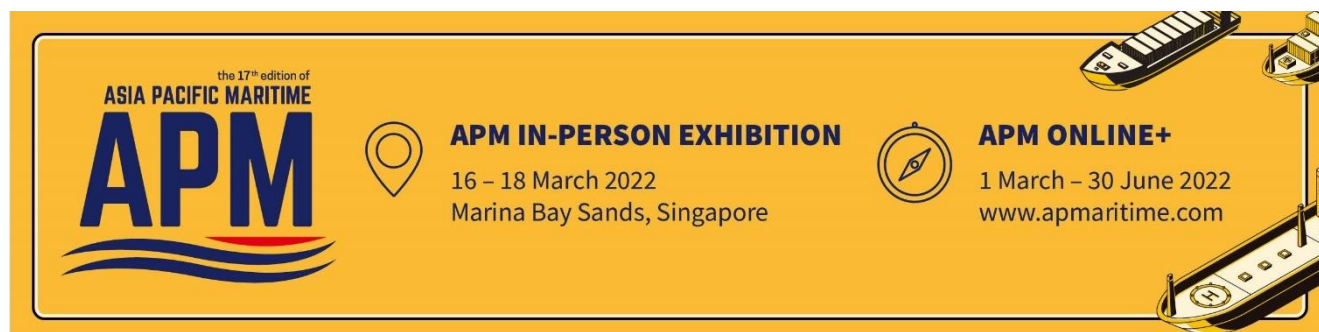 the 17th edition of
ASIA PACIFIC MARITIME
APM
APM IN-PERSON EXHIBITION
16 – 18 March 2022
Marina Bay Sands, Singapore
APM ONLINE+
1 March – 30 June 2022
www.apmaritime.com
H